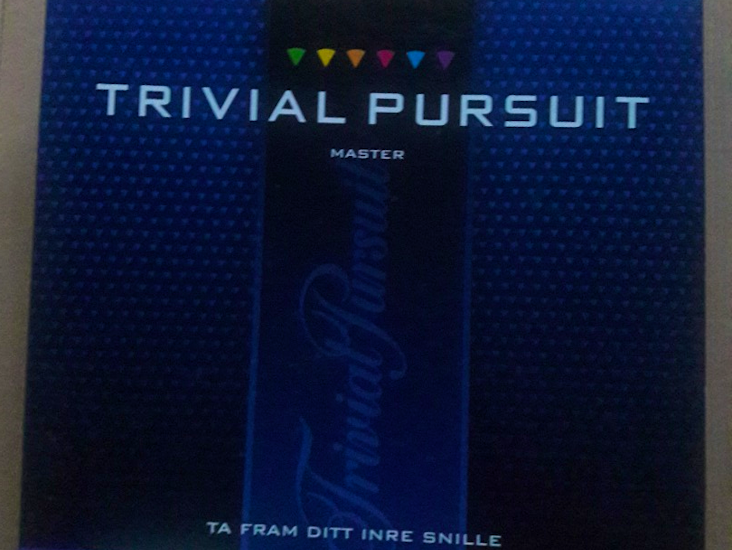 TRIVIAL PURSUIT
MASTER
Trivial Pursuit
TA FRAM DITT INRE SNILLE